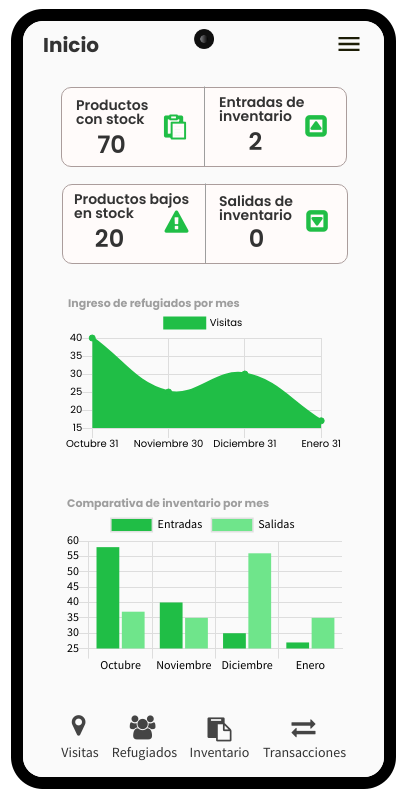 Inicio
Productos
con stock
70
Entradas de
inventario
2
Productos bajos
en stock
20
Salidas de
inventario
0
Ingreso de refugiados por mes
Visitas
40
35
30
25
20
15
Octubre 31 Noviembre 30 Diciembre 31 Enero 31
Comparativa de inventario por mes
Entradas Salidas
60
55
50
45
40
35
30
25
Octubre Noviembre Diciembre Enero
Visitas Refugiados Inventario Transacciones